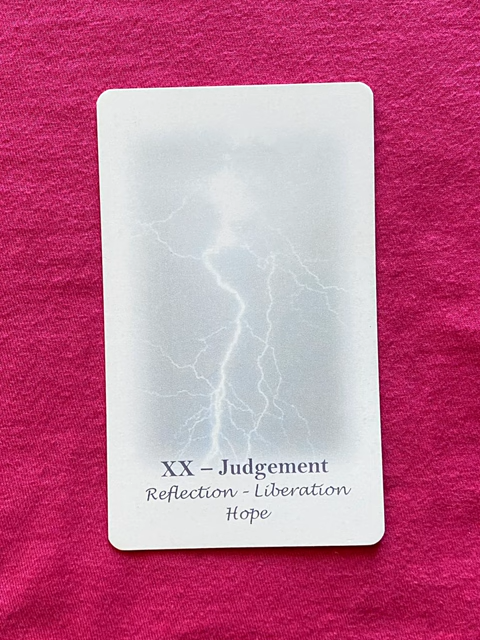 XX – Judgement
Reflection - Liberation
Hope